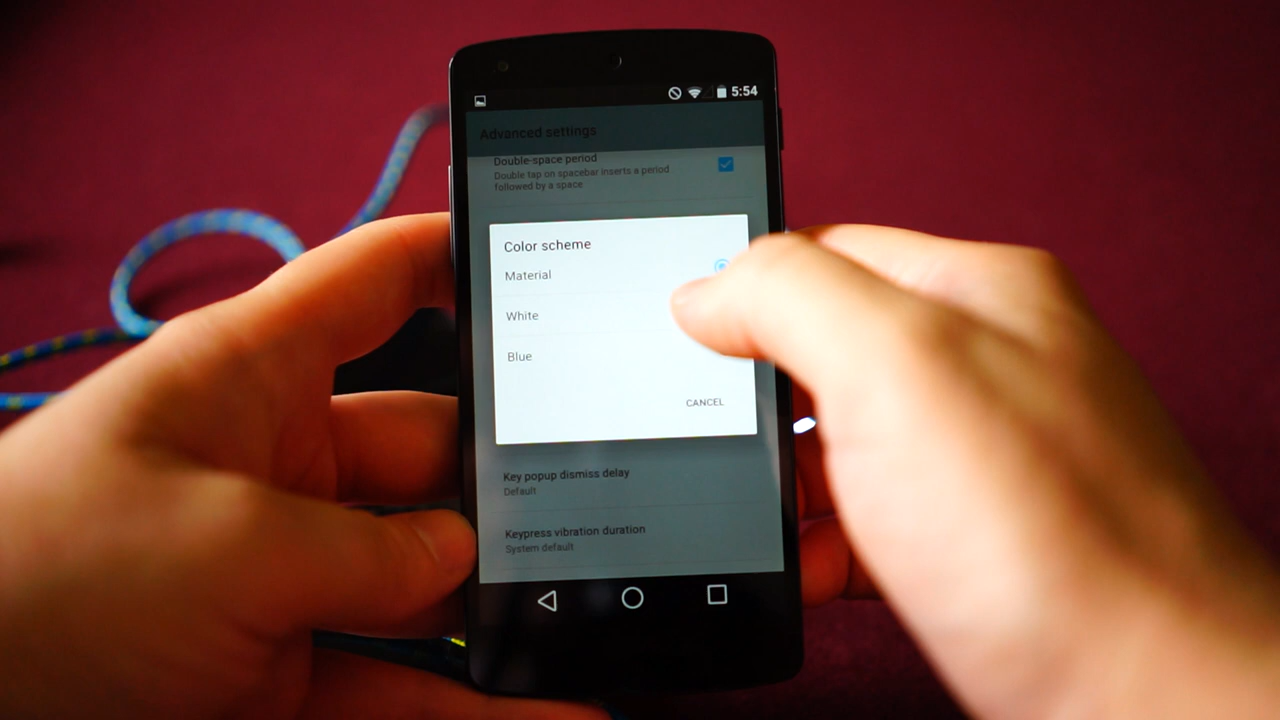 5:54
Advanced settings
Double-space period
Double tap on spacebar inserts a period
followed by a space
Color scheme
Material
White
Blue
CANCEL
Key popup dismiss delay
Default
Keypress vibration duration
System default